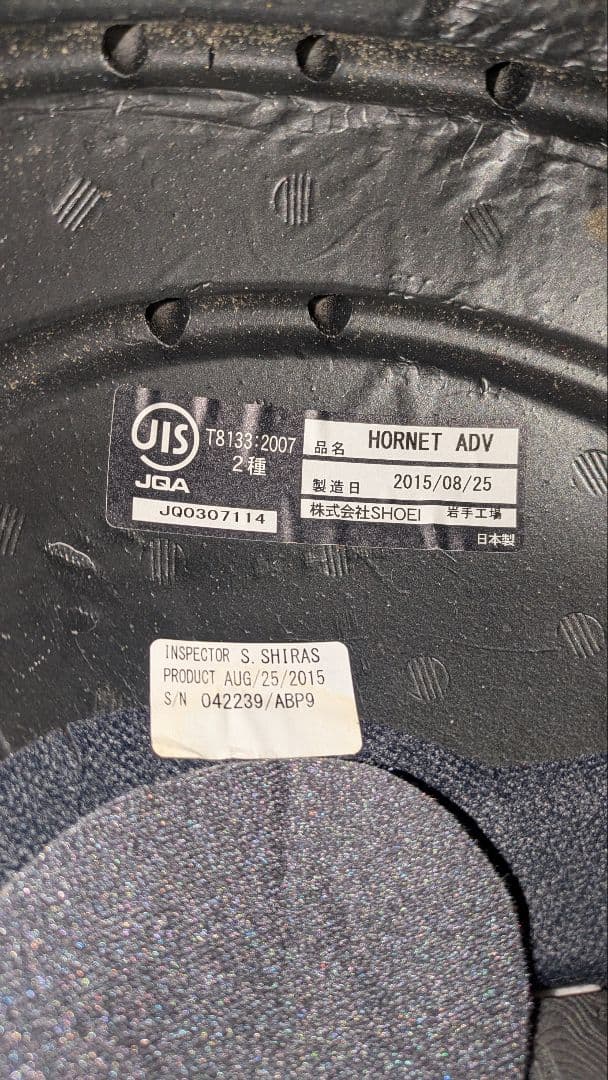 JIS
T8133:2007
2種
JQA
JQ0307114
品名 HORNET ADV
製造日 2015/08/25
株式会社SHOEI 岩手工場
日本製
INSPECTOR S. SHIRAS
PRODUCT AUG/25/2015
S/N 042239/ABP9